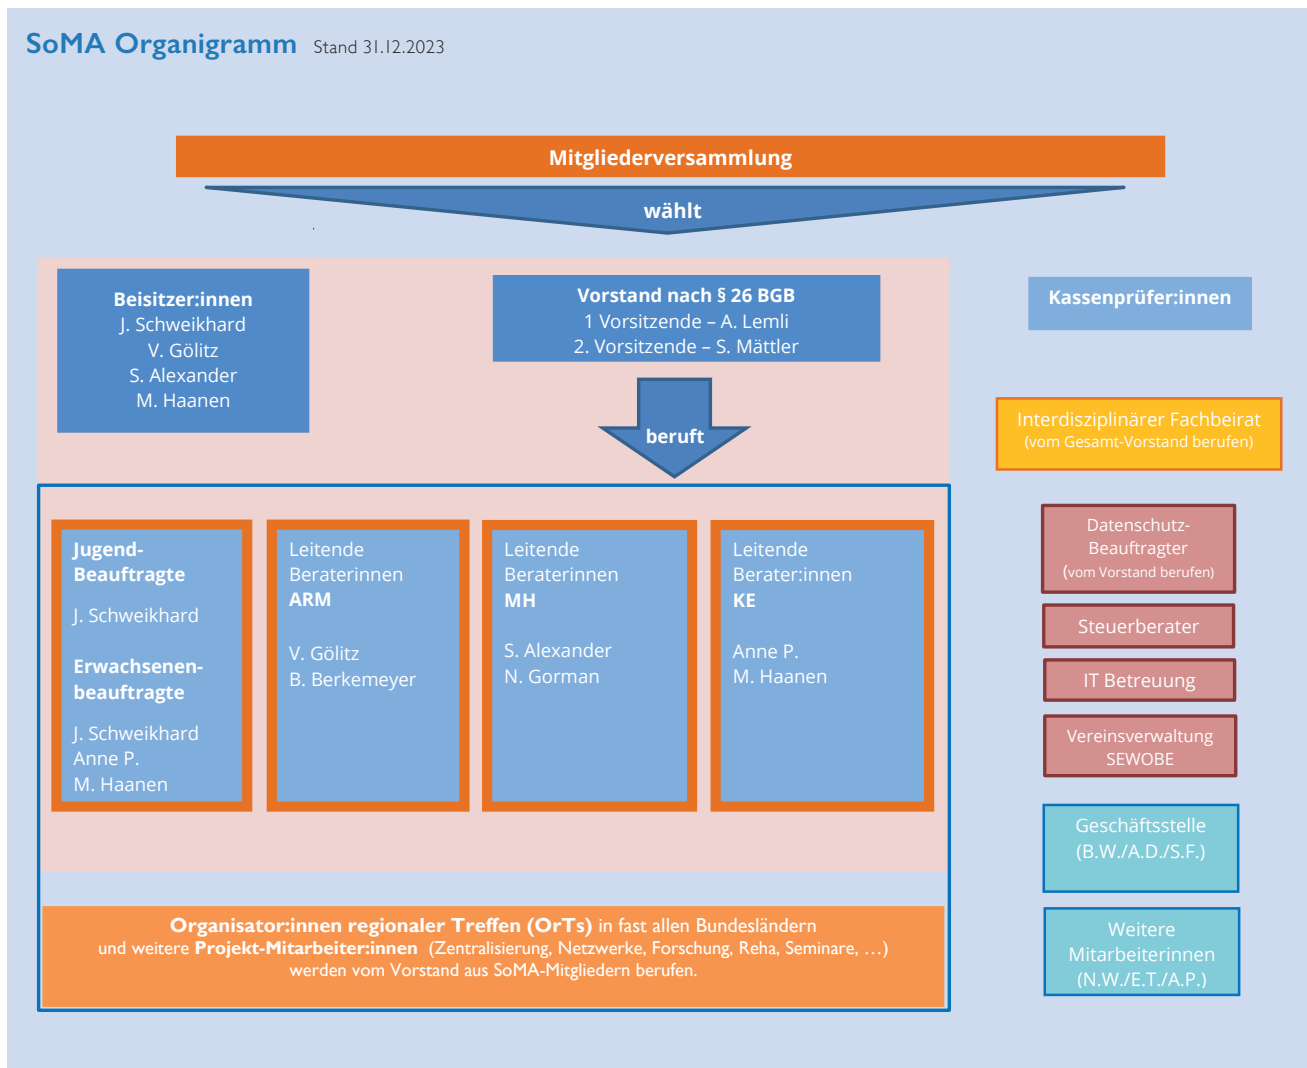 SoMA Organigramm Stand 31.12.2023
Mitgliederversammlung
wählt
Beisitzer:innen
J. Schweikhard
V. Gölitz
S. Alexander
M. Haanen
Vorstand nach § 26 BGB
1 Vorsitzende – A. Lemli
2. Vorsitzende – S. Mättler
Kassenprüfer:innen
beruft
Interdisziplinärer Fachbeirat
(vom Gesamt-Vorstand berufen)
Jugend-
Beauftragte
J. Schweikhard
Erwachsenen-
beauftragte
J. Schweikhard
Anne P.
M. Haanen
Leitende
Beraterinnen
ARM
V. Gölitz
B. Berkemeyer
Leitende
Beraterinnen
MH
S. Alexander
N. Gorman
Leitende
Berater:innen
KE
Anne P.
M. Haanen
Datenschutz-
Beauftragter
(vom Vorstand berufen)
Steuerberater
IT Betreuung
Vereinsverwaltung
SEWOBE
Geschäftsstelle
(B.W./A.D./S.F.)
Weitere
Mitarbeiterinnen
(N.W./E.T./A.P.)
Organisator:innen regionaler Treffen (OrTs) in fast allen Bundesländern
und weitere Projekt-Mitarbeiter:innen (Zentralisierung, Netzwerke, Forschung, Reha, Seminare, …)
werden vom Vorstand aus SoMA-Mitgliedern berufen.